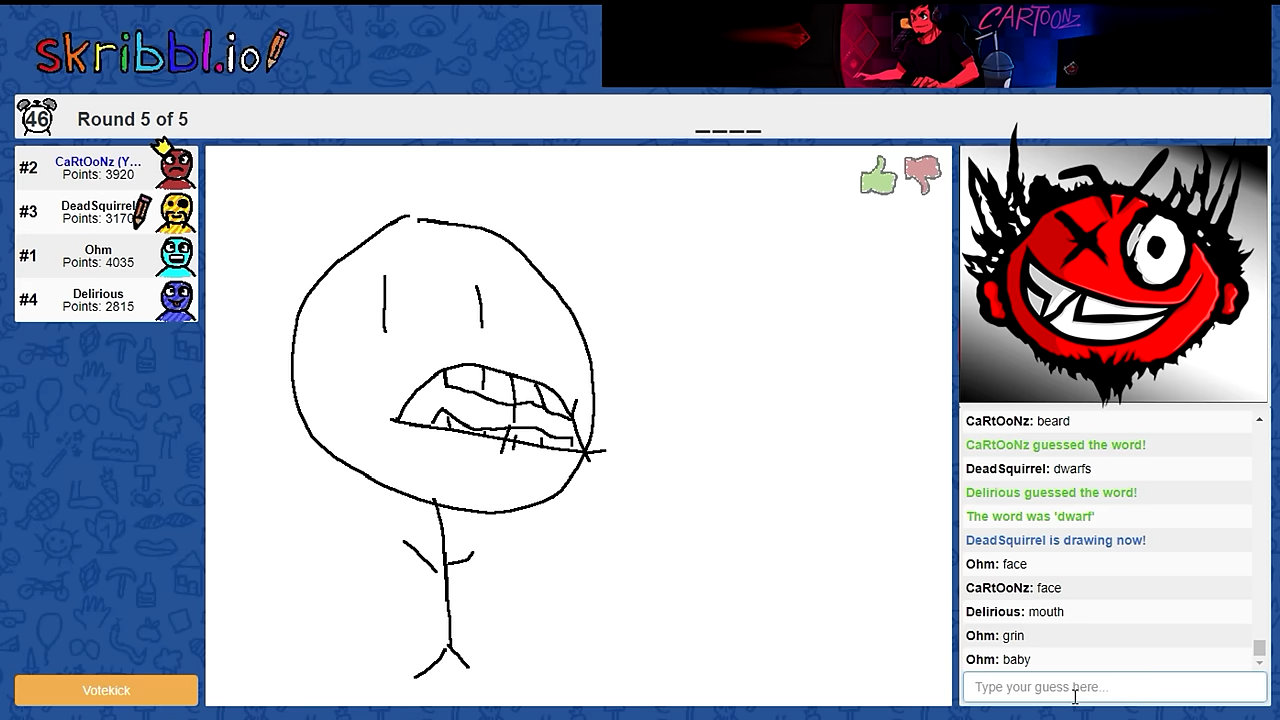 skribbl.io
CARTOONZ
46
Round 5 of 5
____
#2
CaRtOoNz (Y...
Points: 3920
#3
DeadSquirrel
Points: 3170
#1
Ohm
Points: 4035
#4
Delirious
Points: 2815
CaRtOoNz: beard
CaRtOoNz guessed the word!
DeadSquirrel: dwarfs
Delirious guessed the word!
The word was 'dwarf'
DeadSquirrel is drawing now!
Ohm: face
CaRtOoNz: face
Delirious: mouth
Ohm: grin
Ohm: baby
Type your guess here...
Votekick